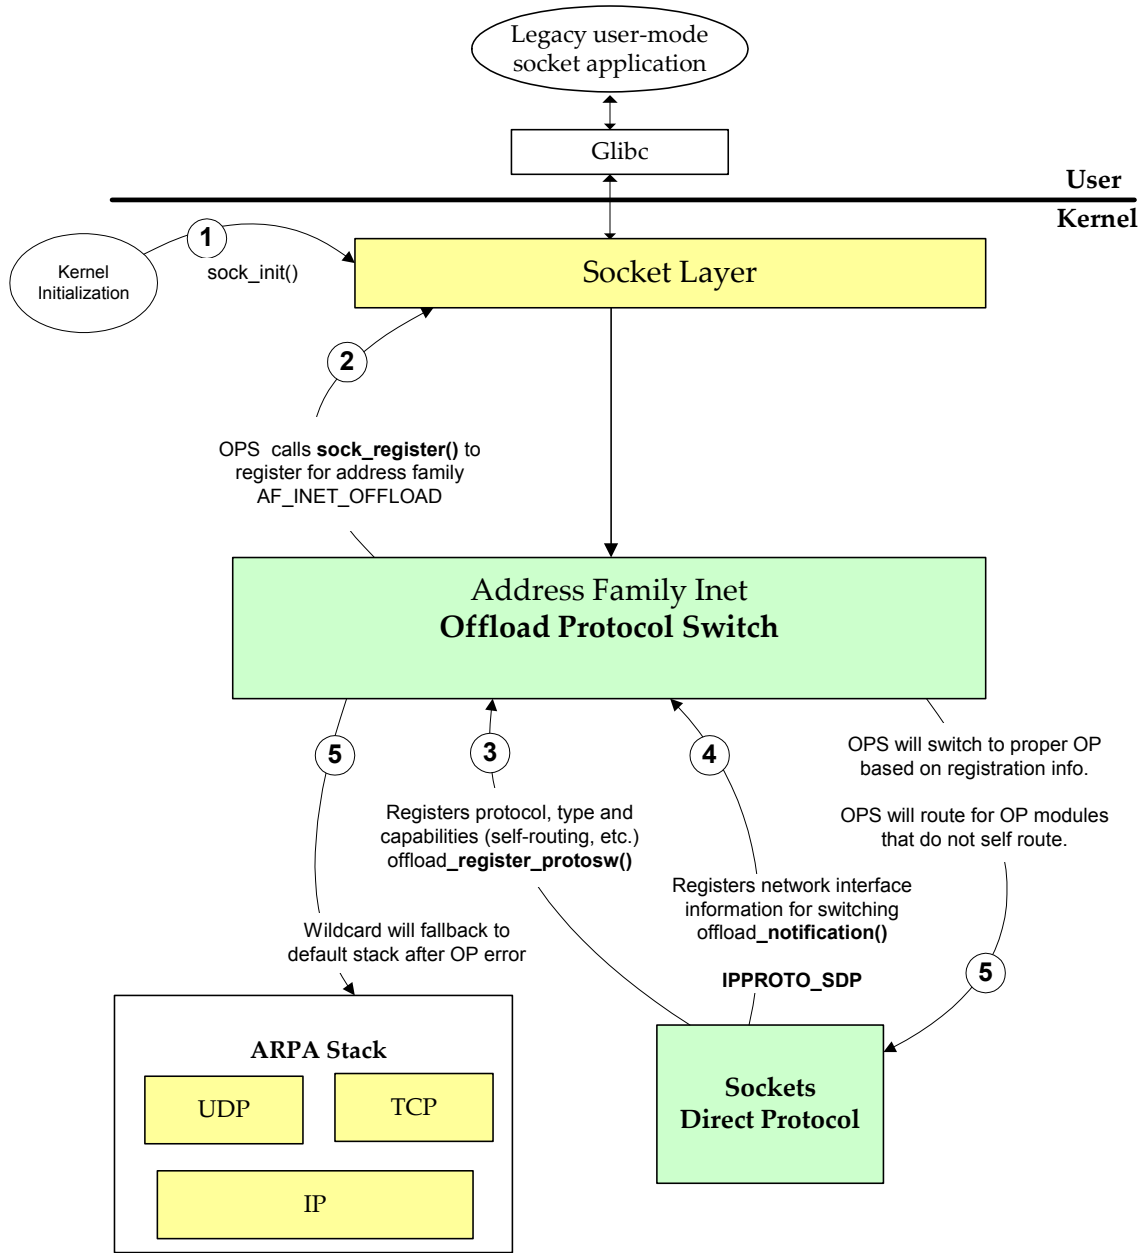 Legacy user-mode
socket application
Glibc
User
Kernel
1
Kernel
Initialization
sock_init()
Socket Layer
2
OPS calls sock_register() to
register for address family
AF_INET_OFFLOAD
Address Family Inet
Offload Protocol Switch
5
3
4
OPS will switch to proper OP
based on registration info.
OPS will route for OP modules
that do not self route.
Registers protocol, type and
capabilities (self-routing, etc.)
offload_register_protosw()
Registers network interface
information for switching
offload_notification()
Wildcard will fallback to
default stack after OP error
IPPROTO_SDP
5
ARPA Stack
UDP
TCP
IP
Sockets
Direct Protocol